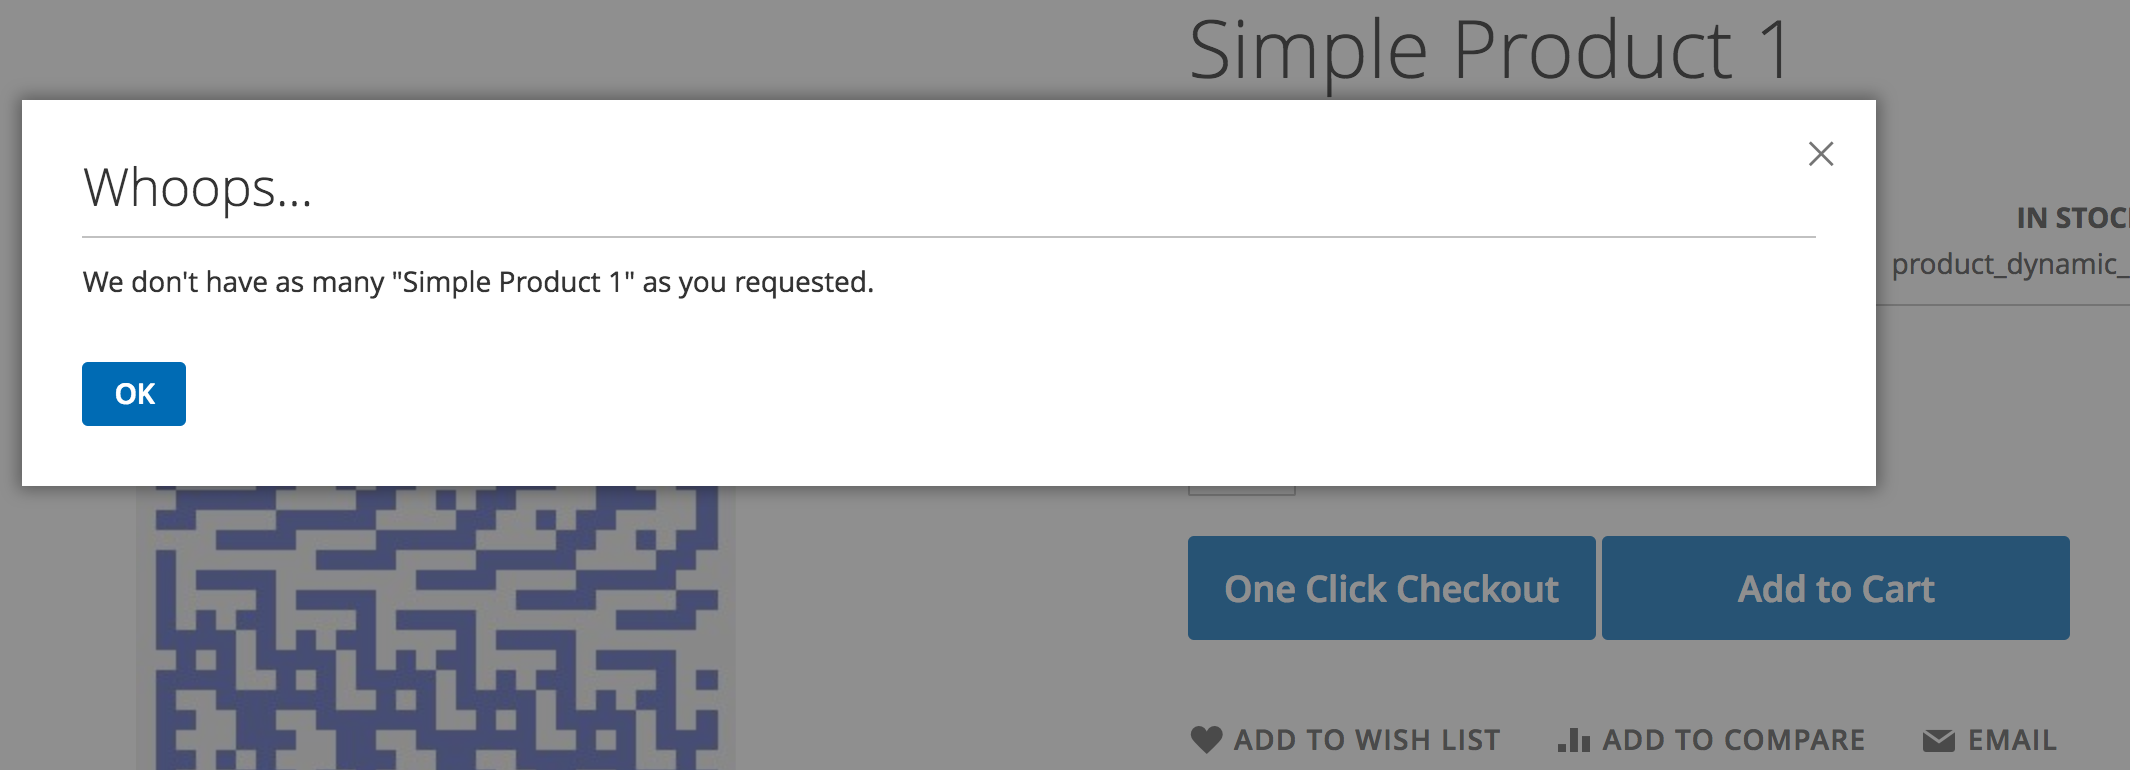 Simple Product 1
Whoops...
We don't have as many "Simple Product 1" as you requested.
OK
IN STOCK
product_dynamic_
One Click Checkout
Add to Cart
ADD TO WISH LIST
ADD TO COMPARE
EMAIL